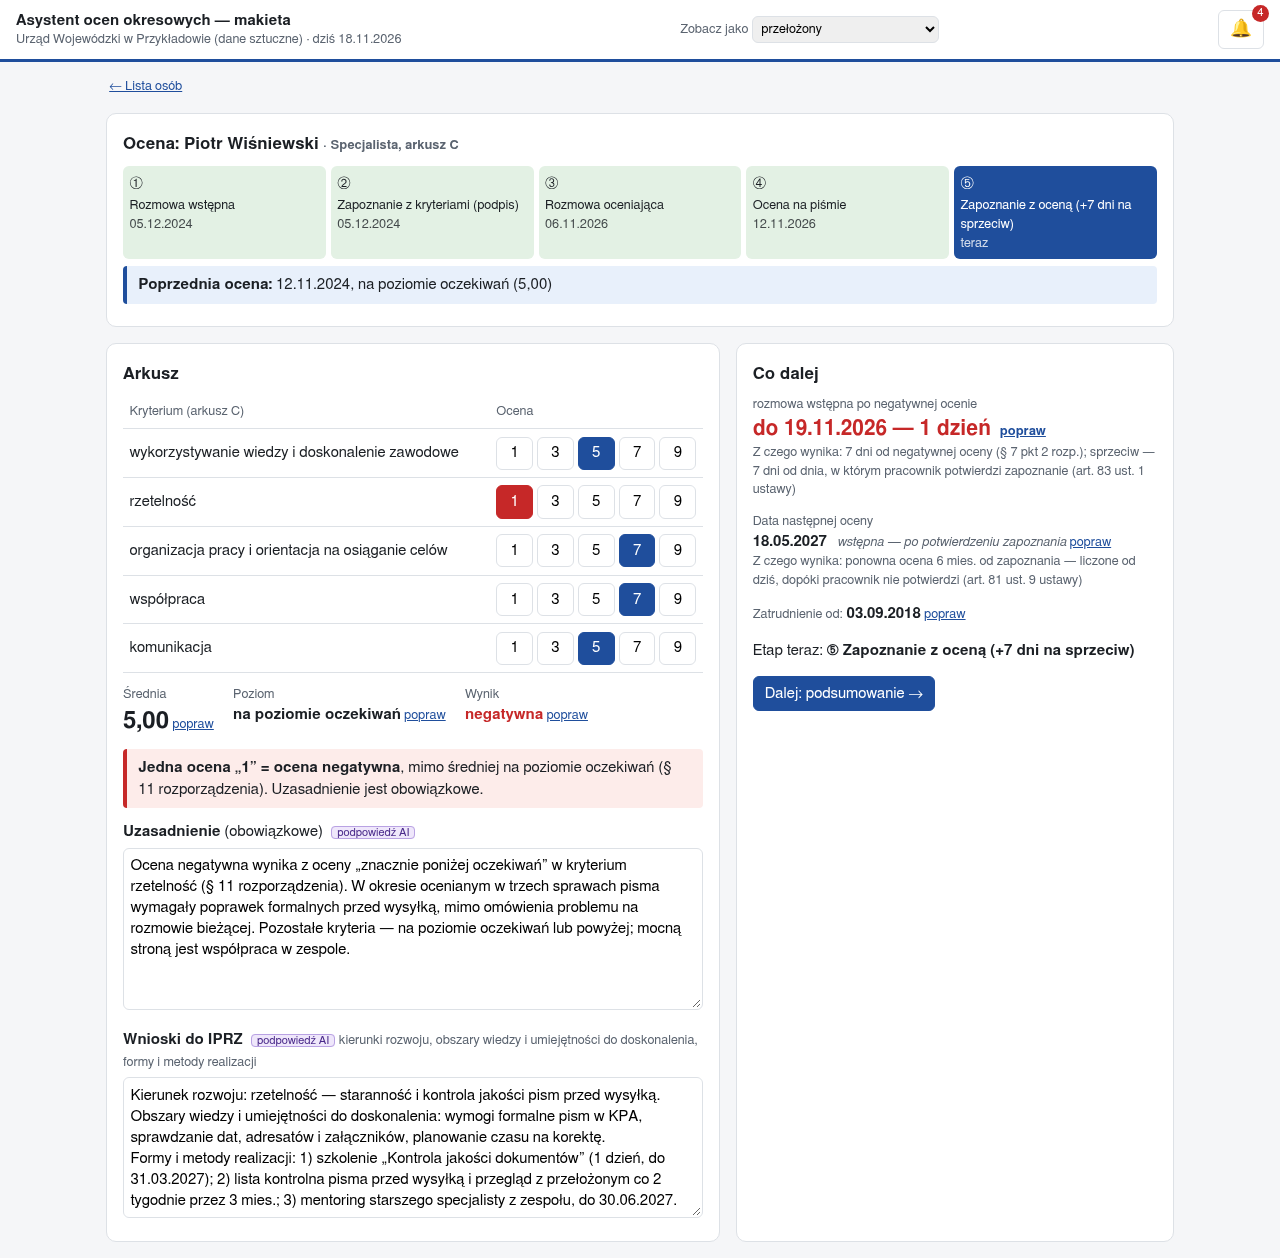 Asystent ocen okresowych — makieta
Urząd Wojewódzki w Przykładowie (dane sztuczne) · dziś 18.11.2026
Zobacz jako przełożony
4
← Lista osób
Ocena: Piotr Wiśniewski · Specjalista, arkusz C
①
Rozmowa wstępna
05.12.2024
②
Zapoznanie z kryteriami (podpis)
05.12.2024
③
Rozmowa oceniająca
06.11.2026
④
Ocena na piśmie
12.11.2026
⑤
Zapoznanie z oceną (+7 dni na
sprzeciw)
teraz
Poprzednia ocena: 12.11.2024, na poziomie oczekiwań (5,00)
Arkusz
Kryterium (arkusz C) Ocena
wykorzystywanie wiedzy i doskonalenie zawodowe 1 3 5 7 9
rzetelność 1 3 5 7 9
organizacja pracy i orientacja na osiąganie celów 1 3 5 7 9
współpraca 1 3 5 7 9
komunikacja 1 3 5 7 9
Średnia
5,00 popraw
Poziom
na poziomie oczekiwań popraw
Wynik
negatywna popraw
Jedna ocena „1” = ocena negatywna, mimo średniej na poziomie oczekiwań (§
11 rozporządzenia). Uzasadnienie jest obowiązkowe.
Uzasadnienie (obowiązkowe) podpowiedź AI
Ocena negatywna wynika z oceny „znacznie poniżej oczekiwań” w kryterium
rzetelność (§ 11 rozporządzenia). W okresie ocenianym w trzech sprawach pisma
wymagały poprawek formalnych przed wysyłką, mimo omówienia problemu na
rozmowie bieżącej. Pozostałe kryteria — na poziomie oczekiwań lub powyżej; mocną
stroną jest współpraca w zespole.
Wnioski do IPRZ podpowiedź AI kierunki rozwoju, obszary wiedzy i umiejętności do doskonalenia,
formy i metody realizacji
Kierunek rozwoju: rzetelność — staranność i kontrola jakości pism przed wysyłką.
Obszary wiedzy i umiejętności do doskonalenia: wymogi formalne pism w KPA,
sprawdzanie dat, adresatów i załączników, planowanie czasu na korektę.
Formy i metody realizacji: 1) szkolenie „Kontrola jakości dokumentów” (1 dzień, do
31.03.2027); 2) lista kontrolna pisma przed wysyłką i przegląd z przełożonym co 2
tygodnie przez 3 mies.; 3) mentoring starszego specjalisty z zespołu, do 30.06.2027.
Co dalej
rozmowa wstępna po negatywnej ocenie
do 19.11.2026 — 1 dzień popraw
Z czego wynika: 7 dni od negatywnej oceny (§ 7 pkt 2 rozp.); sprzeciw —
7 dni od dnia, w którym pracownik potwierdzi zapoznanie (art. 83 ust. 1
ustawy)
Data następnej oceny
18.05.2027 wstępna — po potwierdzeniu zapoznania popraw
Z czego wynika: ponowna ocena 6 mies. od zapoznania — liczone od
dziś, dopóki pracownik nie potwierdzi (art. 81 ust. 9 ustawy)
Zatrudnienie od: 03.09.2018 popraw
Etap teraz: ⑤ Zapoznanie z oceną (+7 dni na sprzeciw)
Dalej: podsumowanie →